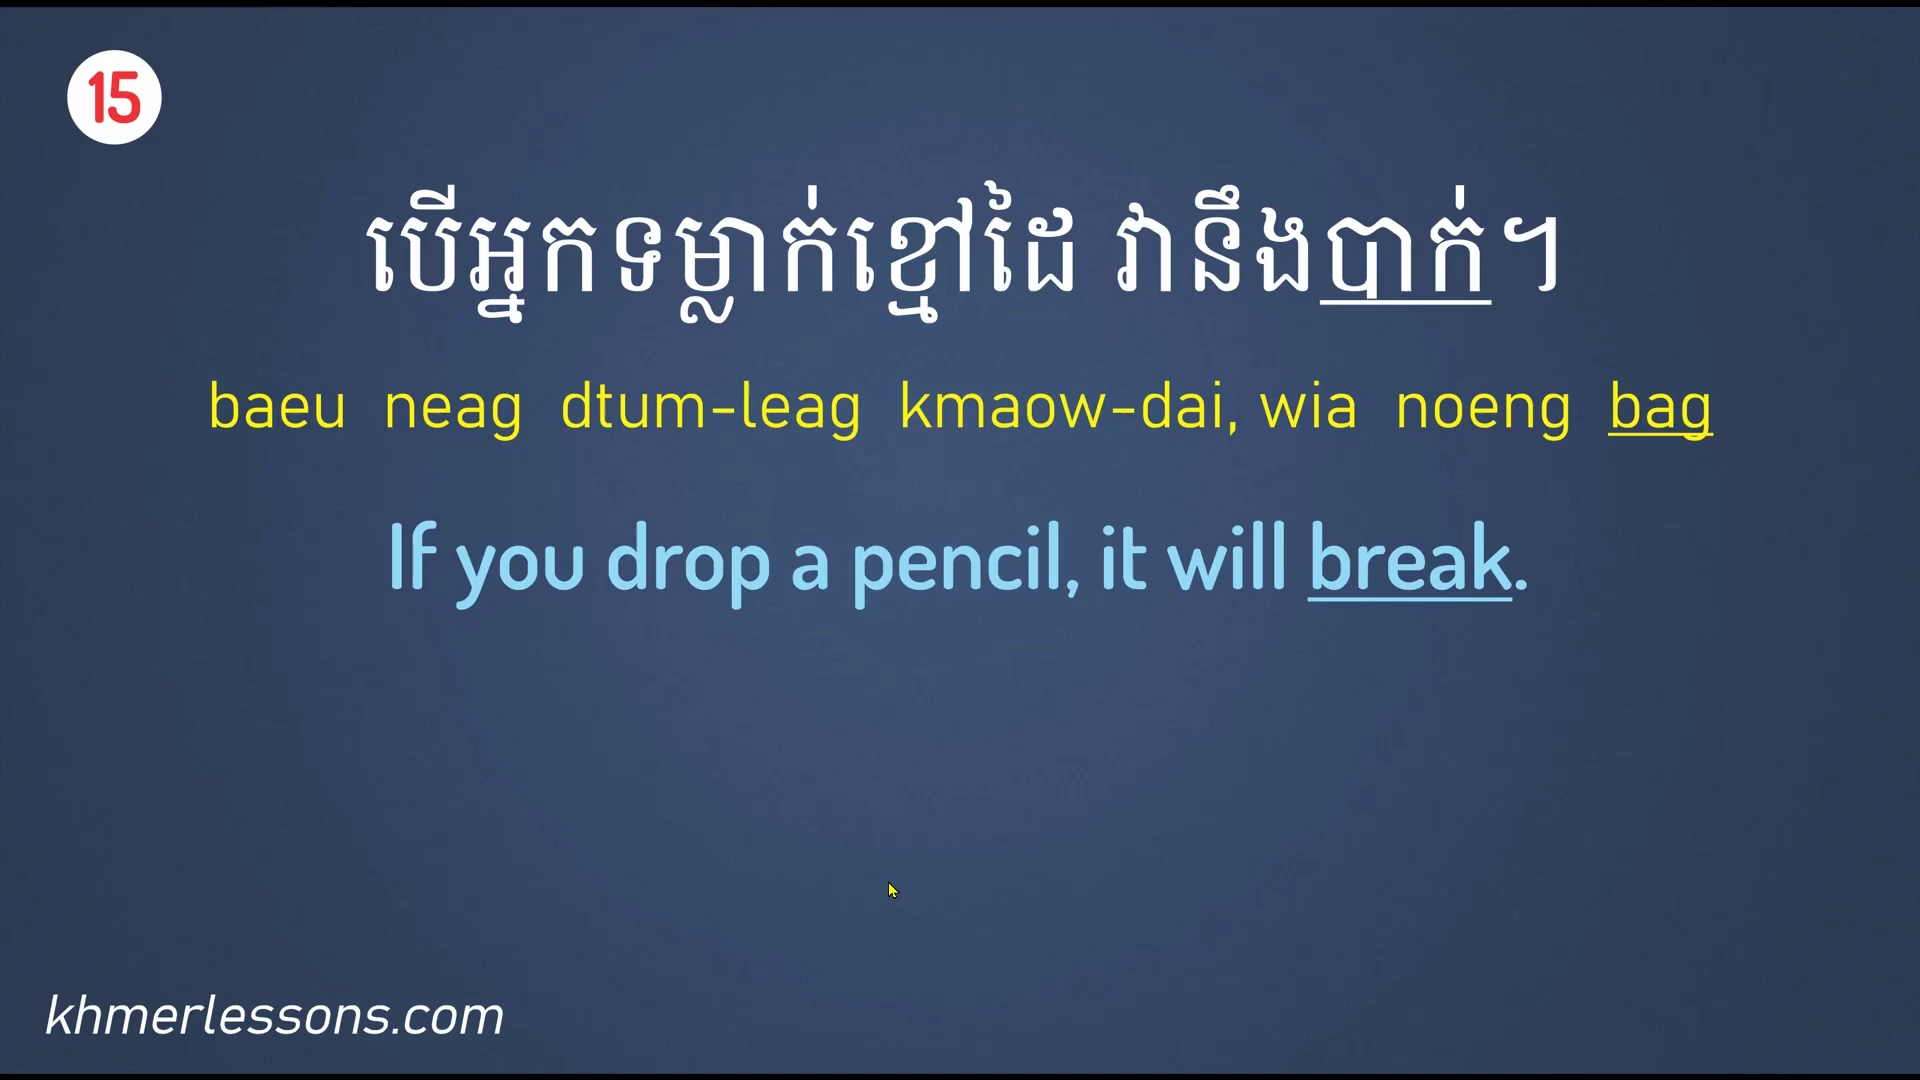 15
បើអ្នកទម្លាក់ខ្មៅដៃ វានឹងបាក់។
baeu neag dtum-leag kmaow-dai, wia noeng bag
If you drop a pencil, it will break.
khmerlessons.com